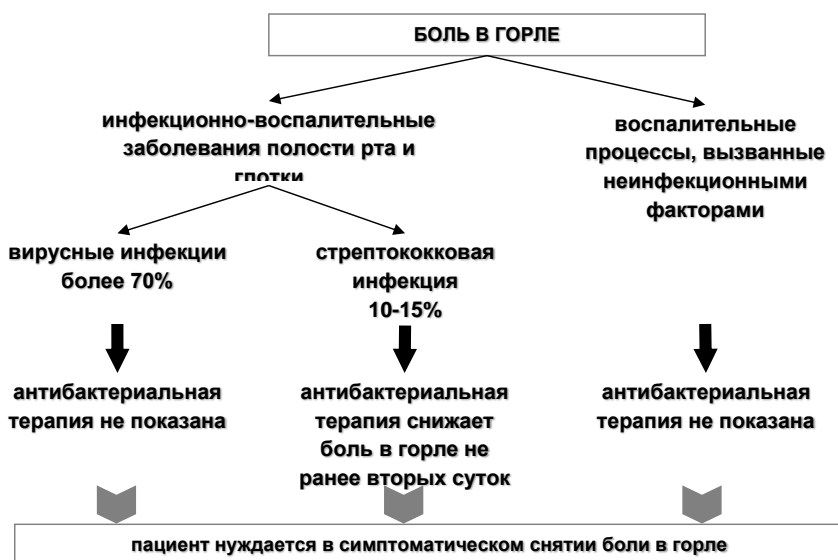 БОЛЬ В ГОРЛЕ
инфекционно-воспалительные
заболевания полости рта и
глотки
воспалительные
процессы, вызванные
неинфекционными
факторами
вирусные инфекции
более 70%
стрептококковая
инфекция
10-15%
антибактериальная
терапия не показана
антибактериальная
терапия снижает
боль в горле не
ранее вторых суток
антибактериальная
терапия не показана
пациент нуждается в симптоматическом снятии боли в горле